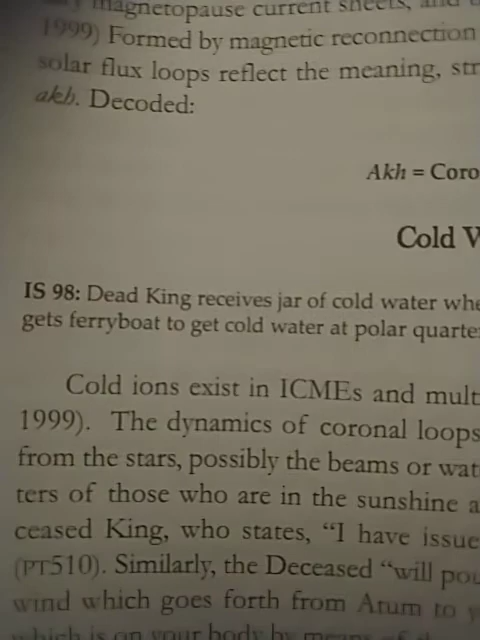 magnetopause current sheets, and
1999) Formed by magnetic reconnection
solar flux loops reflect the meaning, str
akh. Decoded:
Akh = Coro
Cold W
IS 98: Dead King receives jar of cold water whe
gets ferryboat to get cold water at polar quarte
Cold ions exist in ICMEs and mult
1999). The dynamics of coronal loops
from the stars, possibly the beams or wat
ters of those who are in the sunshine a
ceased King, who states, “I have issue
(PT510). Similarly, the Deceased “will pou
wind which goes forth from Atum to y
which is on your body by means